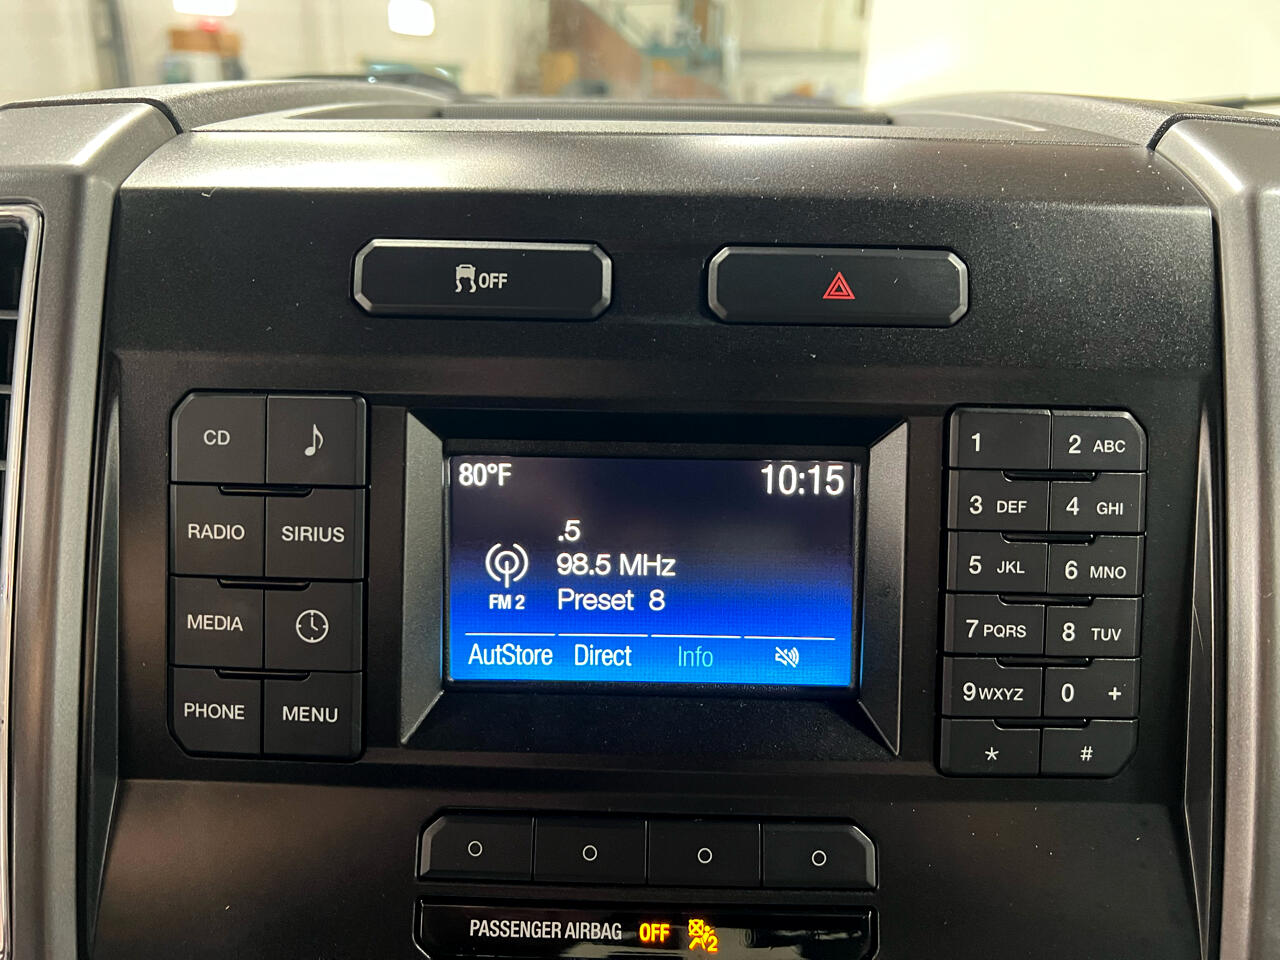 OFF
CD
RADIO SIRIUS
MEDIA
PHONE MENU
80°F 10:15
.5
98.5 MHz
FM 2
Preset 8
AutStore Direct Info
1 2 ABC
3 DEF 4 GHI
5 JKL 6 MNO
7 PQRS 8 TUV
9 WXYZ 0 +
* #
PASSENGER AIRBAG OFF 2